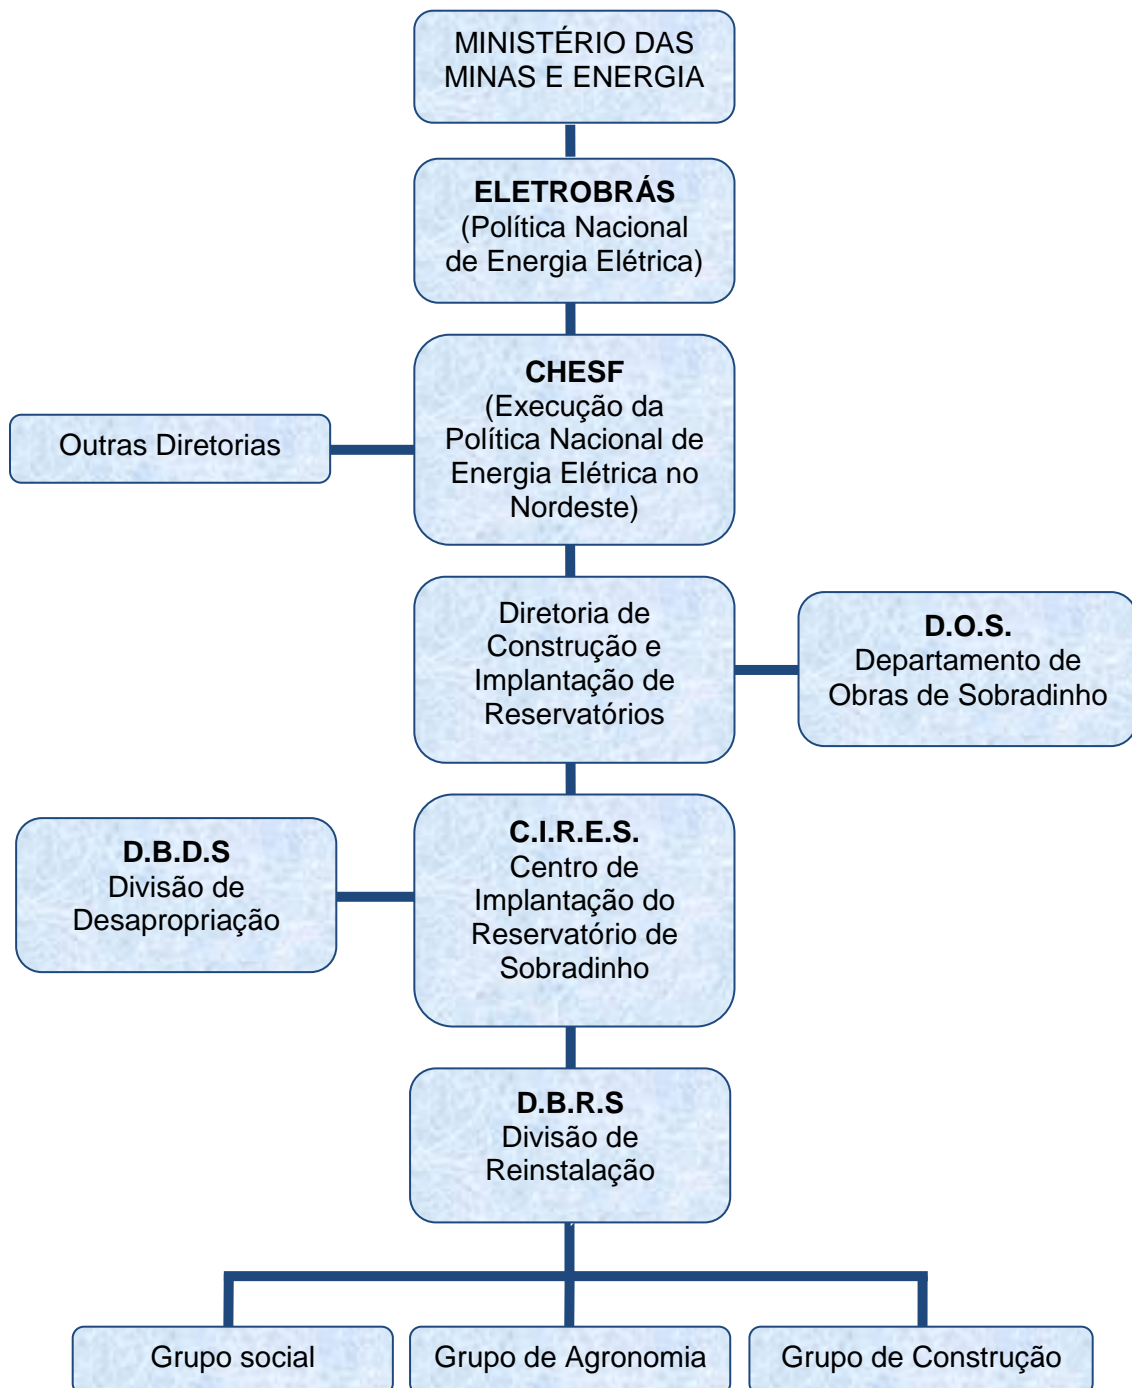 MINISTÉRIO DAS
MINAS E ENERGIA
ELETROBRÁS
(Política Nacional
de Energia Elétrica)
CHESF
(Execução da
Política Nacional de
Energia Elétrica no
Nordeste)
Outras Diretorias
Diretoria de
Construção e
Implantação de
Reservatórios
D.O.S.
Departamento de
Obras de Sobradinho
C.I.R.E.S.
Centro de
Implantação do
Reservatório de
Sobradinho
D.B.D.S
Divisão de
Desapropriação
D.B.R.S
Divisão de
Reinstalação
Grupo social
Grupo de Agronomia
Grupo de Construção